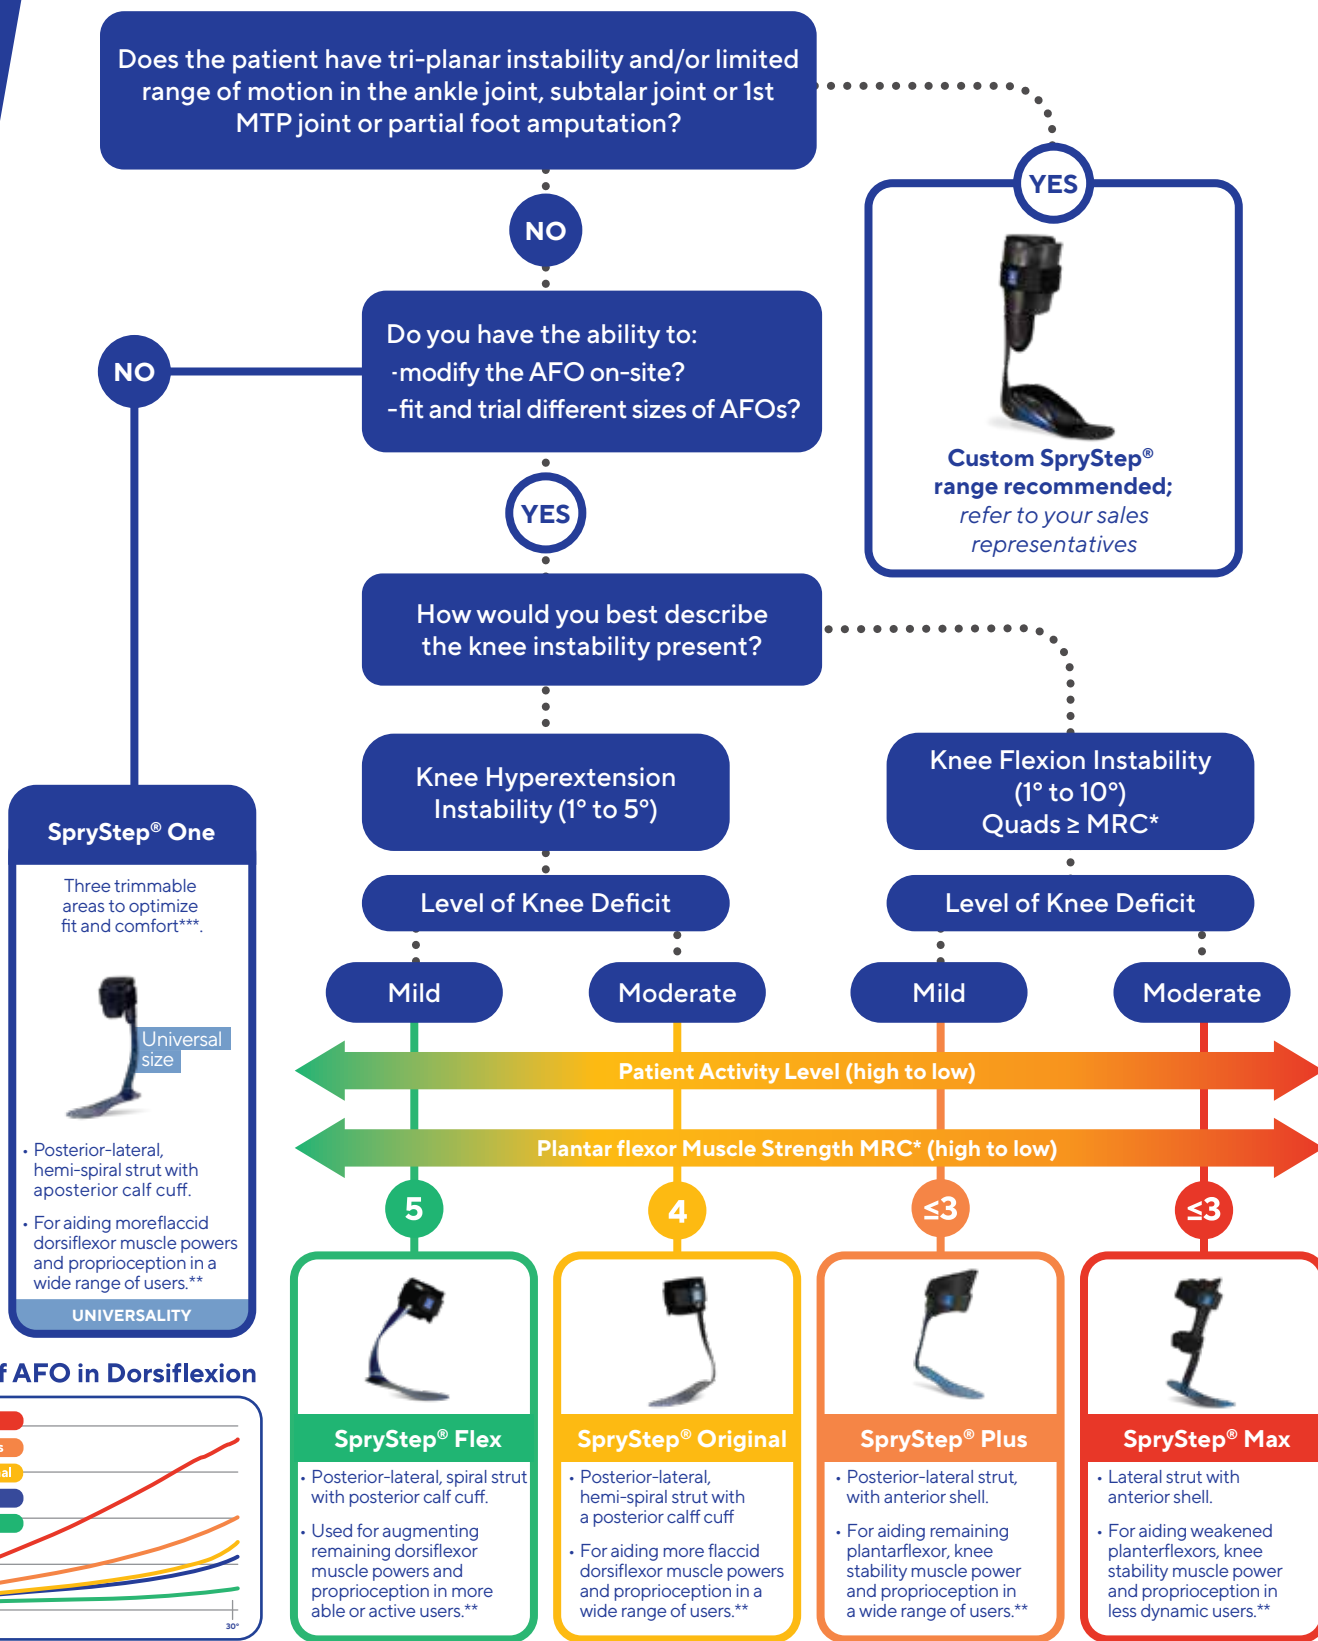 Does the patient have tri-planar instability and/or limited
range of motion in the ankle joint, subtalar joint or 1st
MTP joint or partial foot amputation?
YES
NO
Custom SpryStep®
range recommended;
refer to your sales
representatives
Do you have the ability to:
-modify the AFO on-site?
-fit and trial different sizes of AFOs?
NO
YES
How would you best describe
the knee instability present?
Knee Hyperextension
Instability (1° to 5°)
Knee Flexion Instability
(1° to 10°)
Quads ≥ MRC*
Level of Knee Deficit
Level of Knee Deficit
Mild
Moderate
Mild
Moderate
Patient Activity Level (high to low)
Plantar flexor Muscle Strength MRC* (high to low)
5
4
≤3
≤3
SpryStep® One
Three trimmable
areas to optimize
fit and comfort***.
Universal
size
• Posterior-lateral,
hemi-spiral strut with
aposterior calf cuff.
• For aiding moreflaccid
dorsiflexor muscle powers
and proprioception in a
wide range of users.**
UNIVERSALITY
SpryStep® Flex
• Posterior-lateral, spiral strut
with posterior calf cuff.
• Used for augmenting
remaining dorsiflexor
muscle powers and
proprioception in more
able or active users.**
SpryStep® Original
• Posterior-lateral,
hemi-spiral strut with
a posterior calff cuff
• For aiding more flaccid
dorsiflexor muscle powers
and proprioception in a
wide range of users.**
SpryStep® Plus
• Posterior-lateral strut,
with anterior shell.
• For aiding remaining
plantarflexor, knee
stability muscle power
and proprioception in
a wide range of users.**
SpryStep® Max
• Lateral strut with
anterior shell.
• For aiding weakened
planterflexors, knee
stability muscle power
and proprioception in
less dynamic users.**
f AFO in Dorsiflexion
s
nal
30°